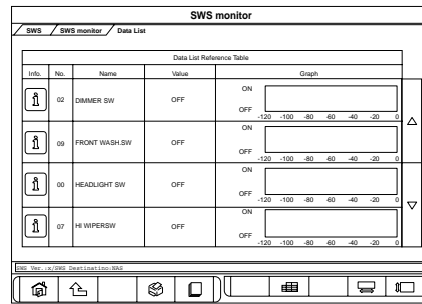 SWS monitor
SWS / SWS monitor / Data List
Data List Reference Table
Info. No. Name Value Graph
02 DIMMER SW OFF
ON
OFF
-120 -100 -80 -60 -40 -20 0
09 FRONT WASH.SW OFF
ON
OFF
-120 -100 -80 -60 -40 -20 0
00 HEADLIGHT SW OFF
ON
OFF
-120 -100 -80 -60 -40 -20 0
07 HI WIPERSW OFF
ON
OFF
-120 -100 -80 -60 -40 -20 0
SWS Ver.:x/SWS Destinatino:NAS